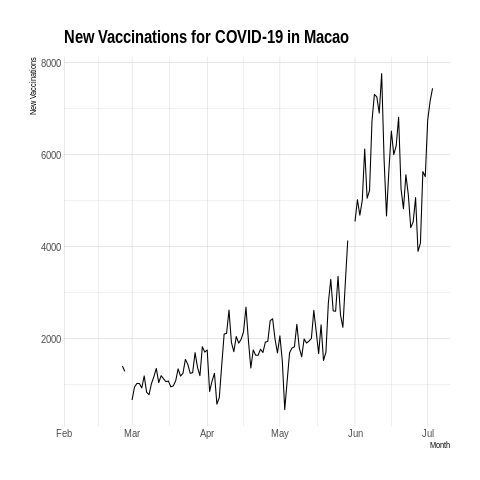 New Vaccinations for COVID-19 in Macao
New Vaccinations
8000
6000
4000
2000
Feb Mar Apr May Jun Jul
Month